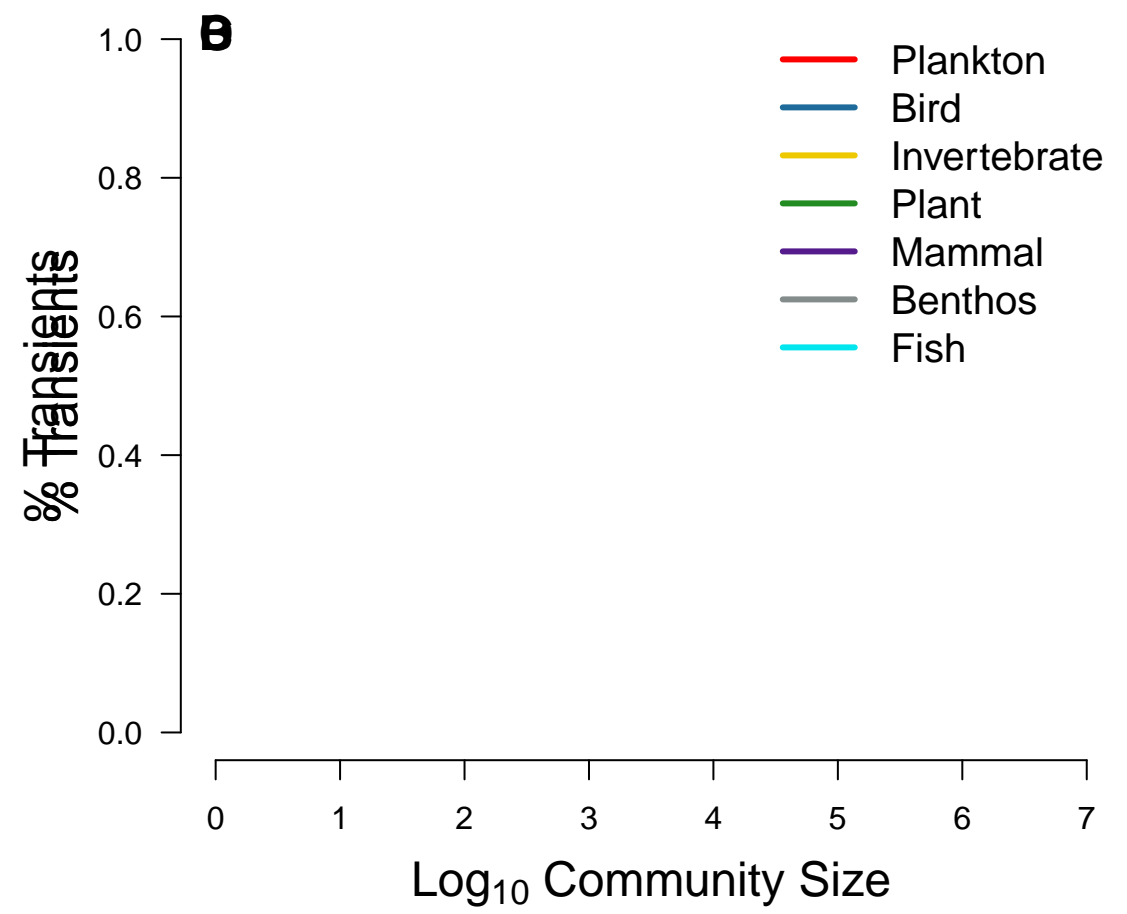 1.0
0.8
0.6
0.4
0.2
0.0
% Transients
% Transients
Plankton
Bird
Invertebrate
Plant
Mammal
Benthos
Fish
0 1 2 3 4 5 6 7
Log10 Community Size